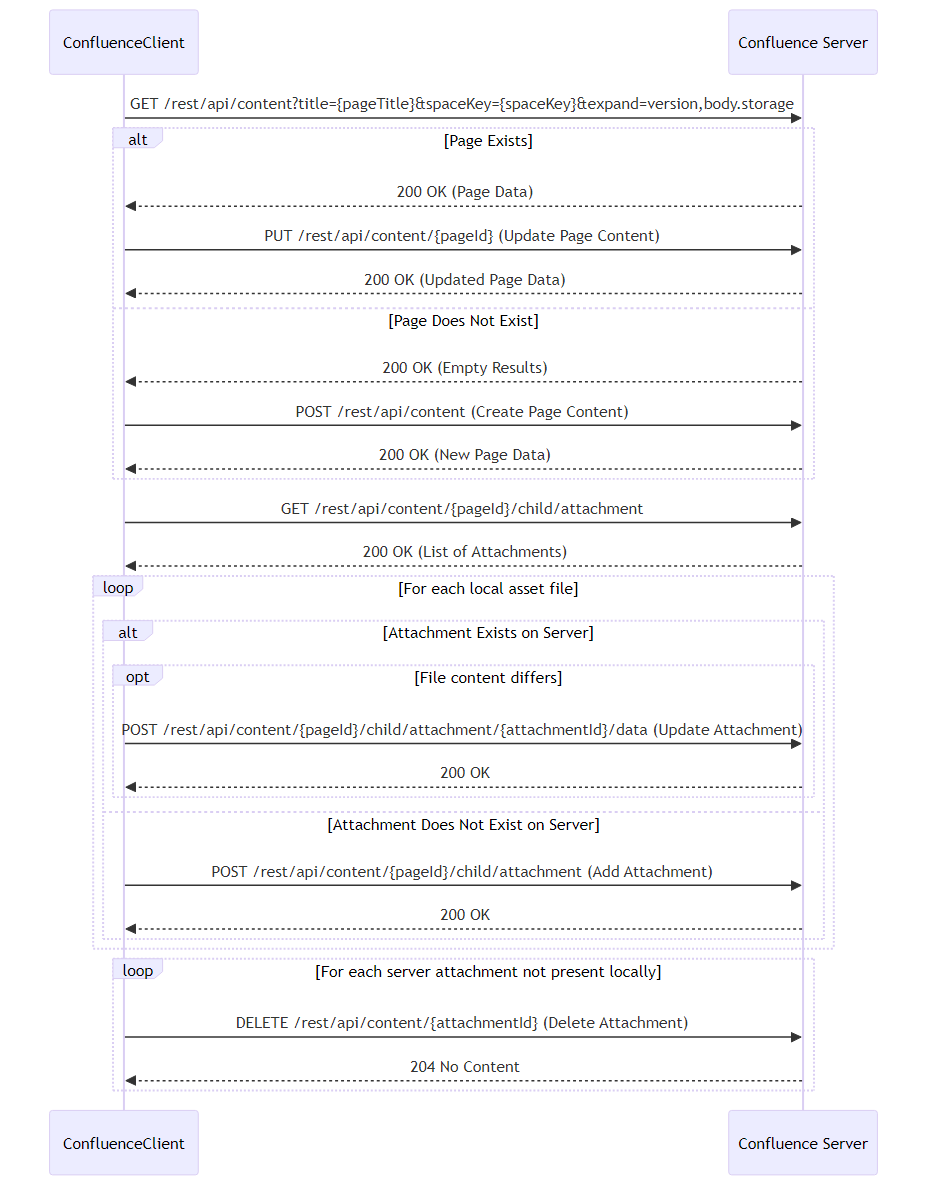 ConfluenceClient
Confluence Server
GET /rest/api/content?title={pageTitle}&spaceKey={spaceKey}&expand=version,body.storage
alt
[Page Exists]
200 OK (Page Data)
PUT /rest/api/content/{pageId} (Update Page Content)
200 OK (Updated Page Data)
[Page Does Not Exist]
200 OK (Empty Results)
POST /rest/api/content (Create Page Content)
200 OK (New Page Data)
GET /rest/api/content/{pageId}/child/attachment
200 OK (List of Attachments)
loop
[For each local asset file]
alt
[Attachment Exists on Server]
opt
[File content differs]
POST /rest/api/content/{pageId}/child/attachment/{attachmentId}/data (Update Attachment)
200 OK
[Attachment Does Not Exist on Server]
POST /rest/api/content/{pageId}/child/attachment (Add Attachment)
200 OK
loop
[For each server attachment not present locally]
DELETE /rest/api/content/{attachmentId} (Delete Attachment)
204 No Content
ConfluenceClient
Confluence Server